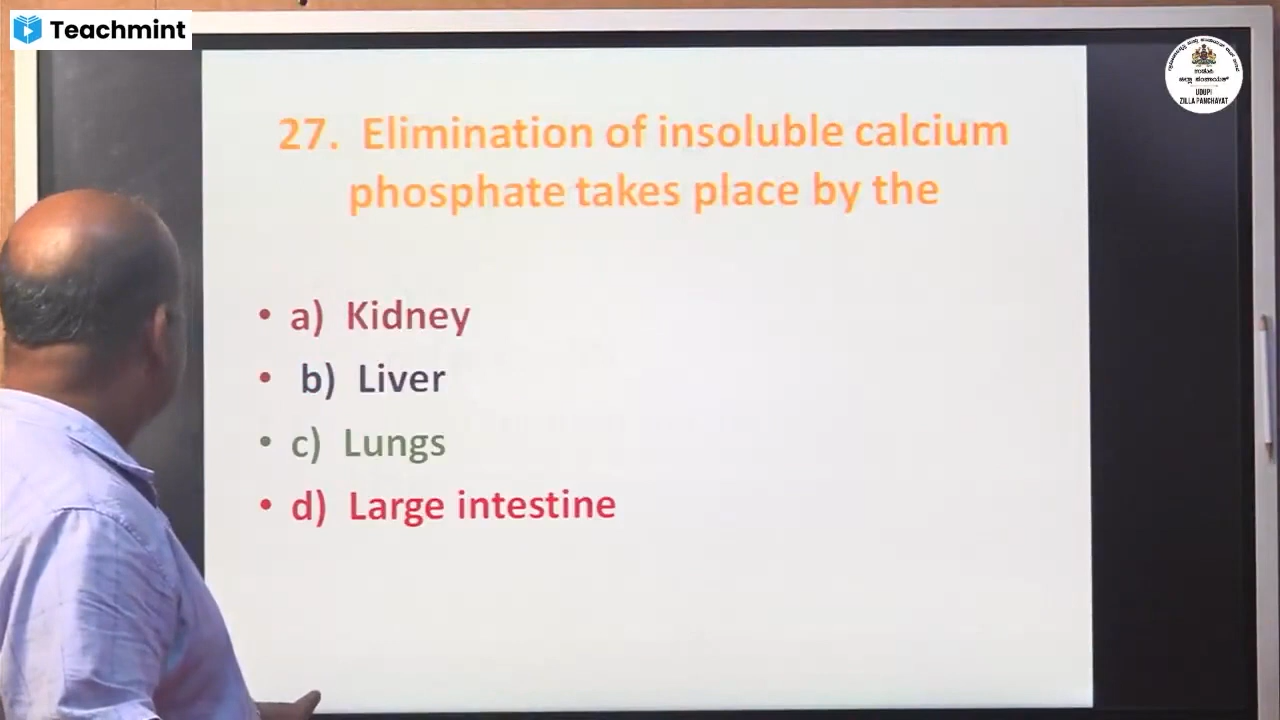 Teachmint
27. Elimination of insoluble calcium
phosphate takes place by the
• a) Kidney
• b) Liver
• c) Lungs
• d) Large intestine
UDUPI
ZILLA PANCHAYAT